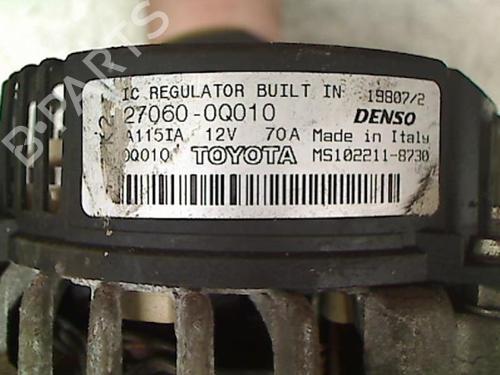 IC REGULATOR BUILT IN 19807/2
27060-0Q010 DENSO
A115IA 12V 70A Made in Italy
0Q010 TOYOTA MS102211-8730
B-PARTS